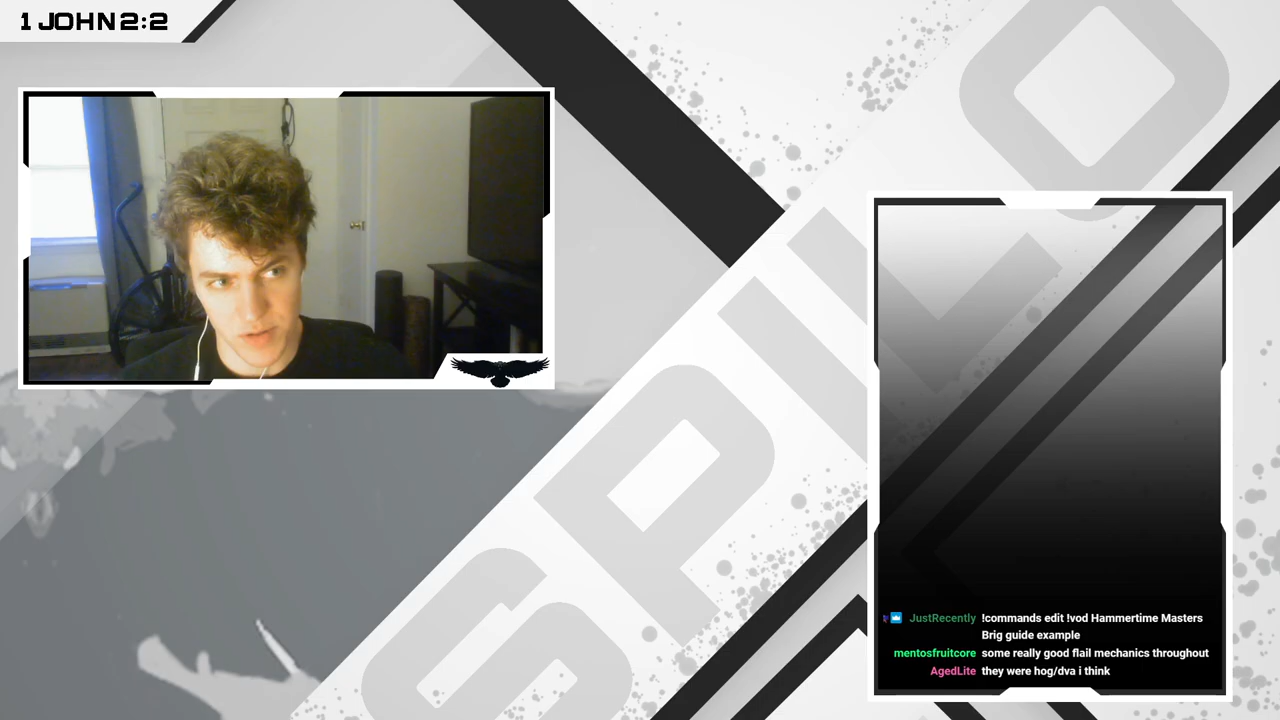 1 JOHN 2:2
SPILO
JustRecently !commands edit !vod Hammertime Masters
Brig guide example
mentosfruitcore some really good flail mechanics throughout
AgedLite they were hog/dva i think